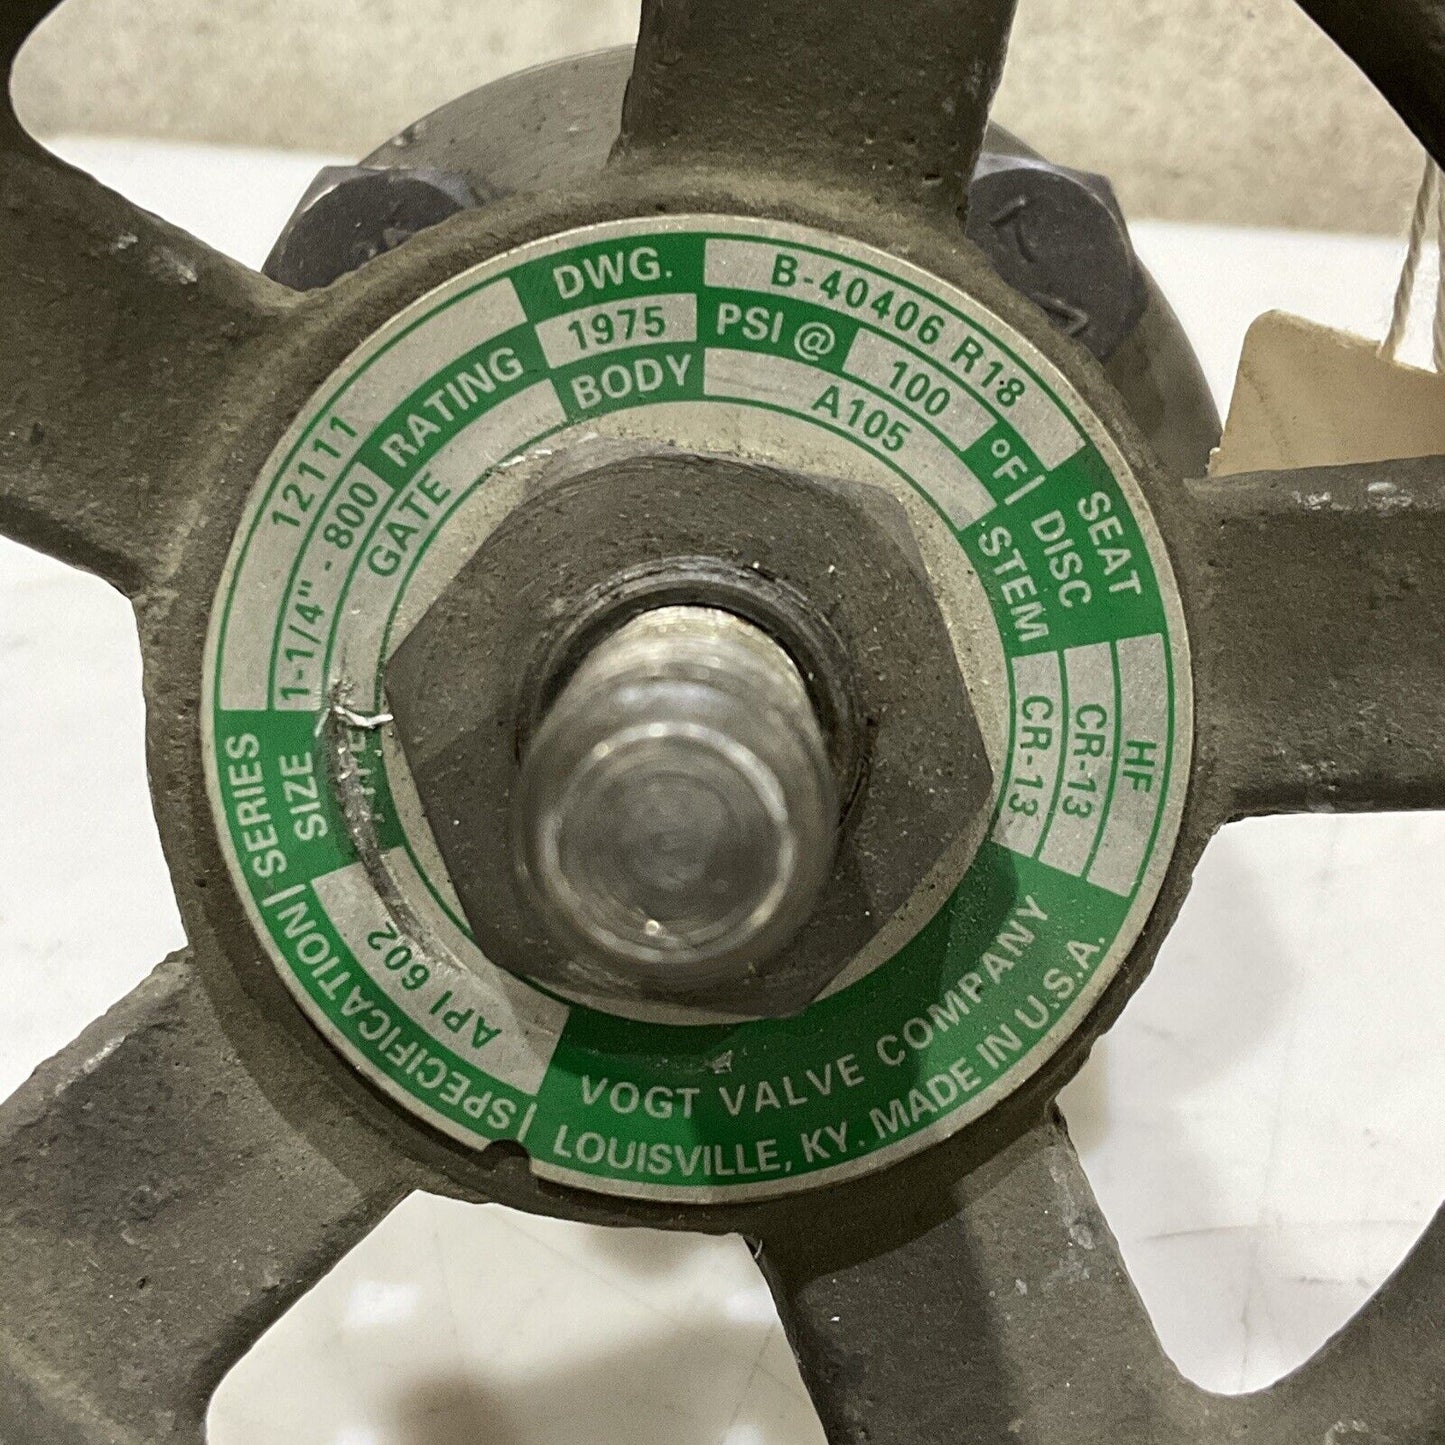 DWG. B-40406 R18
RATING 1975 PSI @ 100 °F
BODY A105
SEAT HF
DISC CR-13
STEM CR-13
SERIES 12111
SIZE 1-1/4" - 800
GATE
SPECIFICATION API 602
VOGT VALVE COMPANY
LOUISVILLE, KY. MADE IN U.S.A.